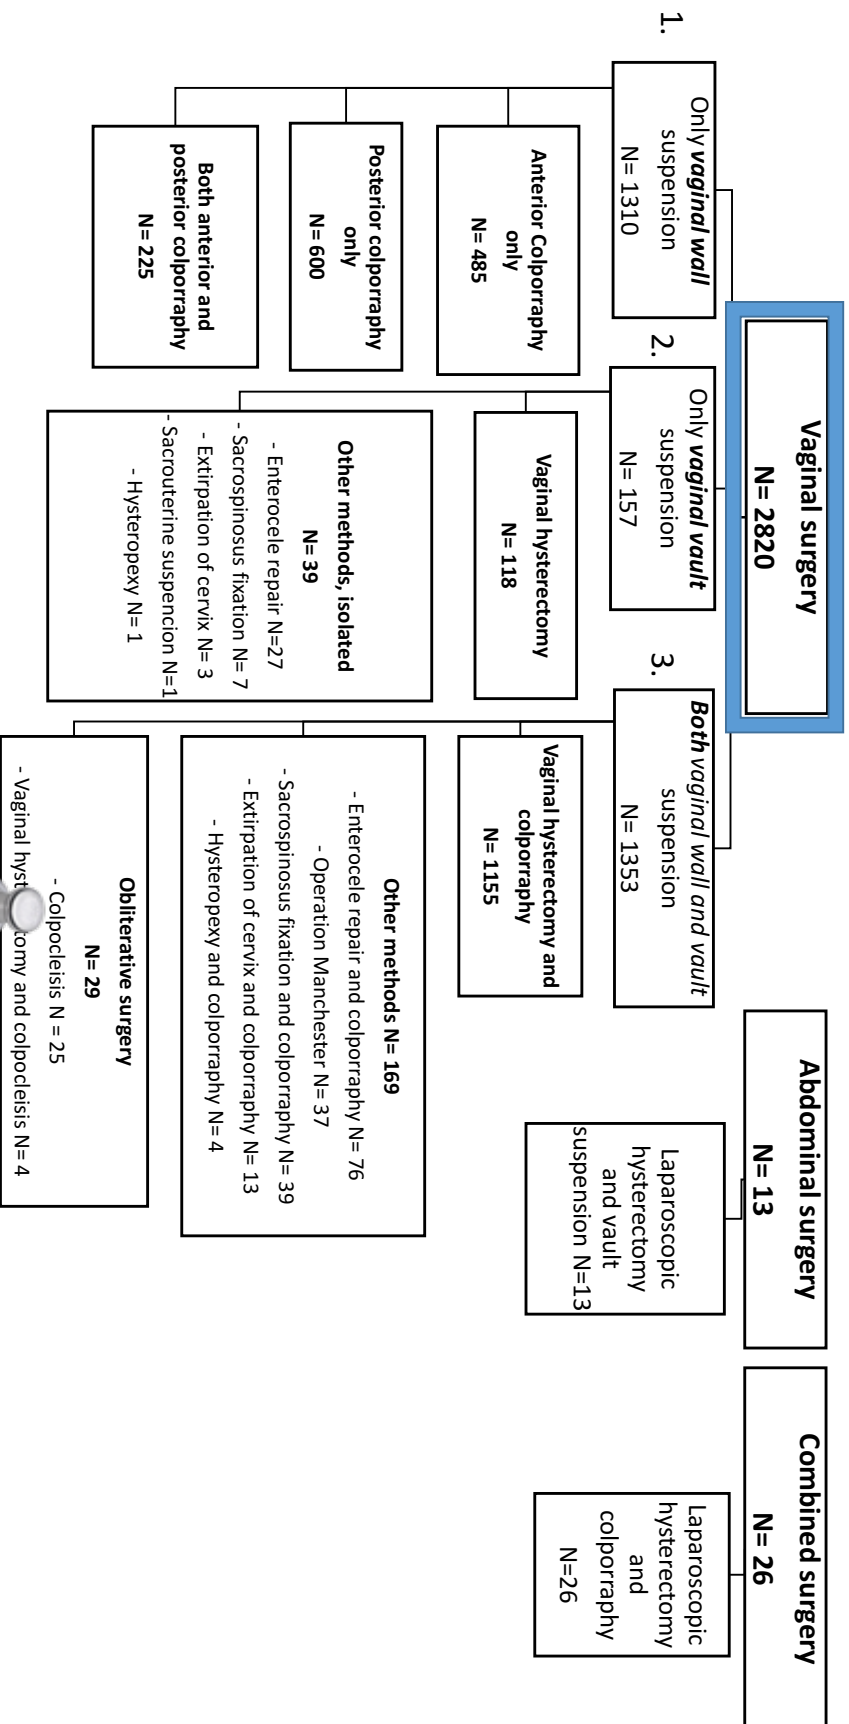 Vaginal surgery
N= 2820
1.
Only vaginal wall
suspension
N= 1310
Anterior Colporraphy
only
N= 485
Posterior colporraphy
only
N= 600
Both anterior and
posterior colporraphy
N= 225
2.
Only vaginal vault
suspension
N= 157
Vaginal hysterectomy
N= 118
Other methods, isolated
N= 39
- Enterocele repair N=27
- Sacrospinosus fixation N= 7
- Extirpation of cervix N= 3
- Sacrouterine suspencion N=1
- Hysteropexy N= 1
3.
Both vaginal wall and vault
suspension
N= 1353
Vaginal hysterectomy and
colporraphy
N= 1155
Other methods N= 169
- Enterocele repair and colporraphy N= 76
- Operation Manchester N= 37
- Sacrospinosus fixation and colporraphy N= 39
- Extirpation of cervix and colporraphy N= 13
- Hysteropexy and colporraphy N= 4
Obliterative surgery
N= 29
- Colpocleisis N = 25
- Vaginal and colpocleisis N= 4
Abdominal surgery
N= 13
Laparoscopic
hysterectomy
and vault
suspension N=13
Combined surgery
N= 26
Laparoscopic
hysterectomy
and
colporraphy
N=26